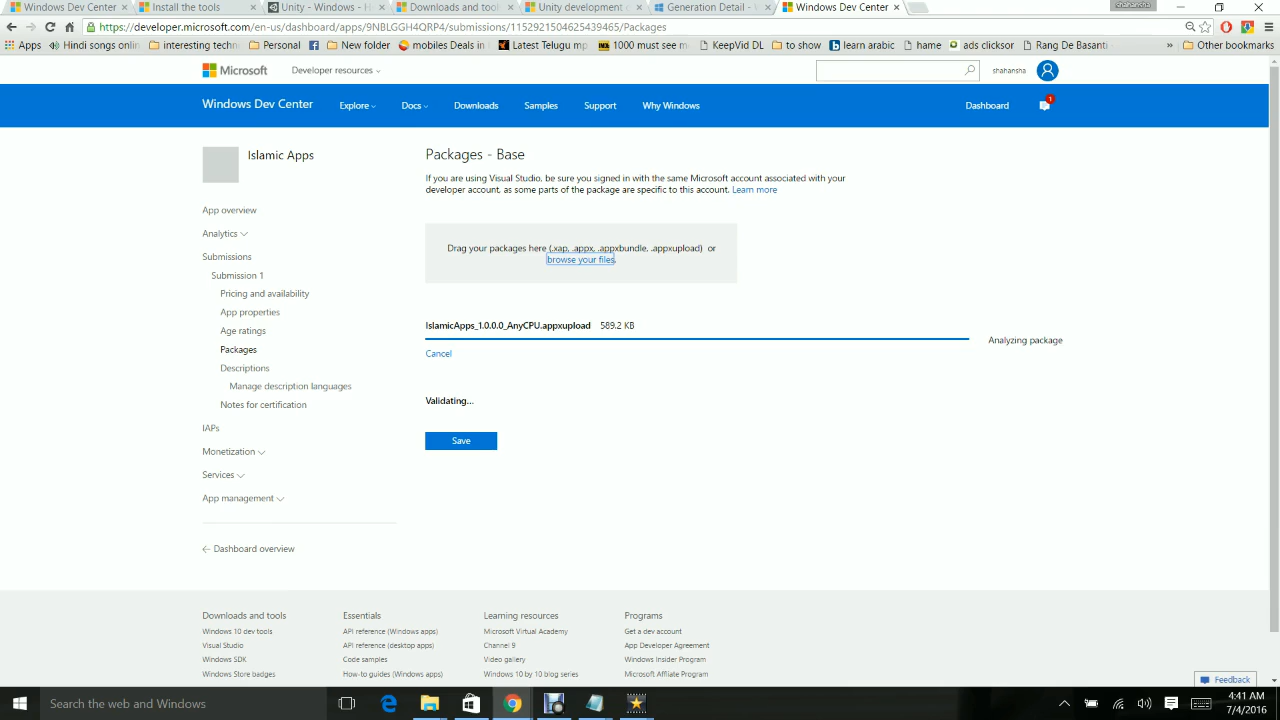 Windows Dev Center
Install the tools
Unity - Windows - H
Downloads and tool
Unity development
Generation Detail -
Windows Dev Center
shahansha
https://developer.microsoft.com/en-us/dashboard/apps/9NBLGGH4QRP4/submissions/1152921504625439465/Packages
Apps
Hindi songs online
interesting techno
Personal
New folder
mobiles Deals in
Latest Telugu mp
1000 must see m
KeepVid DL
to show
learn arabic
hame
ads clicksor
Rang De Basanti
»
Other bookmarks
Microsoft
Developer resources
shahansha
Windows Dev Center
Explore
Docs
Downloads
Samples
Support
Why Windows
Dashboard
1
Islamic Apps
App overview
Analytics
Submissions
Submission 1
Pricing and availability
App properties
Age ratings
Packages
Descriptions
Manage description languages
Notes for certification
IAPs
Monetization
Services
App management
Dashboard overview
Packages - Base
If you are using Visual Studio, be sure you signed in with the same Microsoft account associated with your
developer account, as some parts of the package are specific to this account. Learn more
Drag your packages here (.xap, .appx, .appxbundle, .appxupload) or
browse your files.
IslamicApps_1.0.0.0_AnyCPU.appxupload 589.2 KB
Analyzing package
Cancel
Validating...
Save
Downloads and tools
Windows 10 dev tools
Visual Studio
Windows SDK
Windows Store badges
Essentials
API reference (Windows apps)
API reference (desktop apps)
Code samples
How-to guides (Windows apps)
Learning resources
Microsoft Virtual Academy
Channel 9
Video gallery
Windows 10 by 10 blog series
Programs
Get a dev account
App Developer Agreement
Windows Insider Program
Microsoft Affiliate Program
Feedback
Search the web and Windows
4:41 AM
7/4/2016